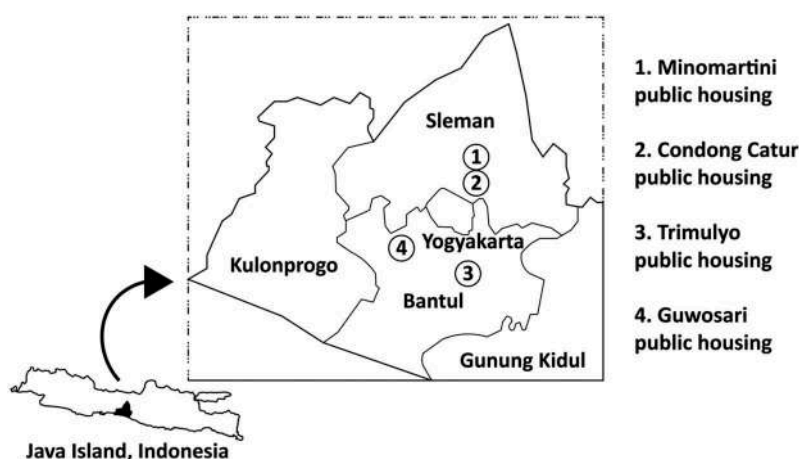 Sleman
1
2
Yogyakarta
4
3
Kulonprogo
Bantul
Gunung Kidul
Java Island, Indonesia
1. Minomartini
public housing
2. Condong Catur
public housing
3. Trimulyo
public housing
4. Guwosari
public housing